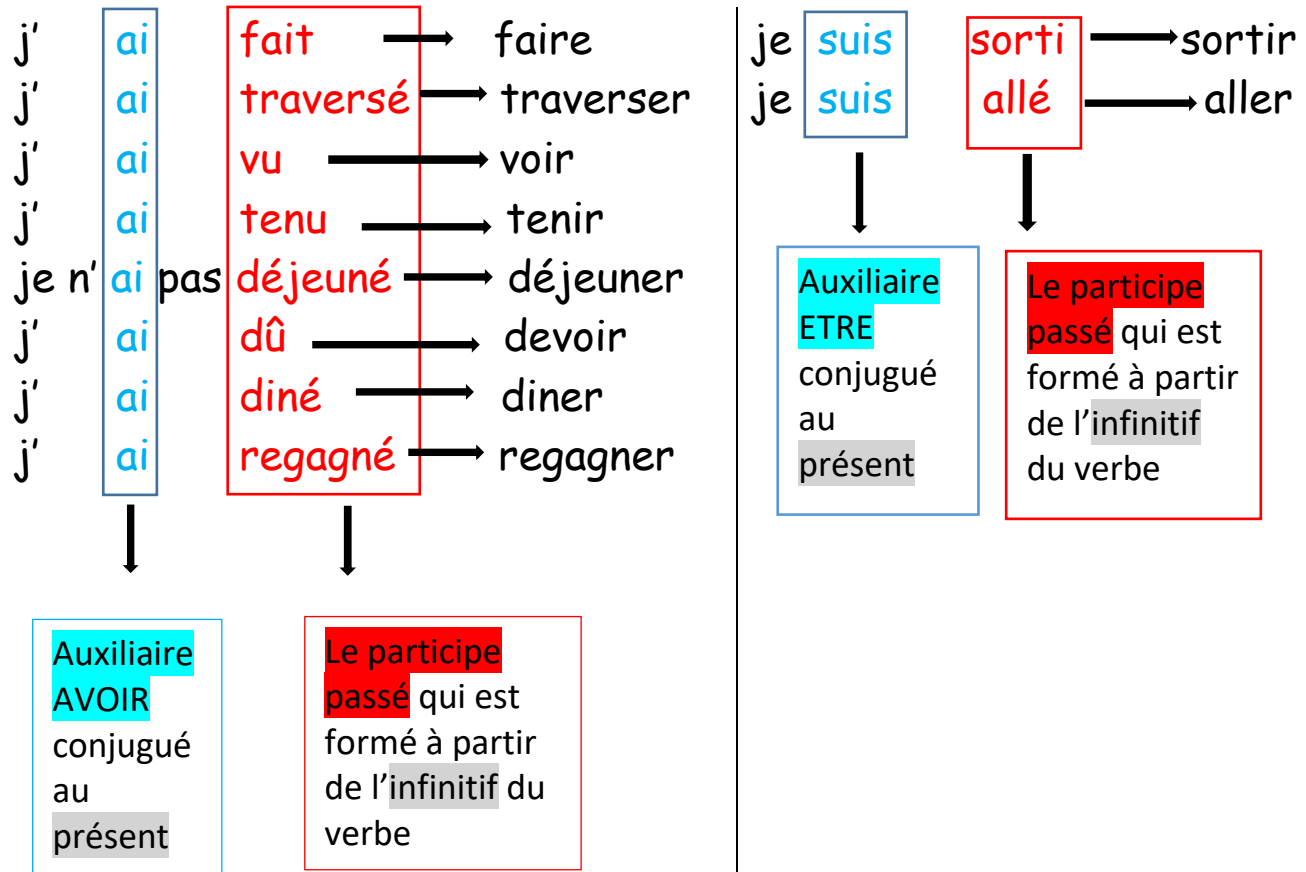 j' ai fait faire
j' ai traversé traverser
j' ai vu voir
j' ai tenu tenir
je n' ai pas déjeuné déjeuner
j' ai dû devoir
j' ai diné diner
j' ai regagné regagner
Auxiliaire
AVOIR
conjugué
au
présent
Le participe
passé qui est
formé à partir
de l'infinitif du
verbe
je suis sorti sortir
je suis allé aller
Auxiliaire
ETRE
conjugué
au
présent
Le participe
passé qui est
formé à partir
de l'infinitif
du verbe